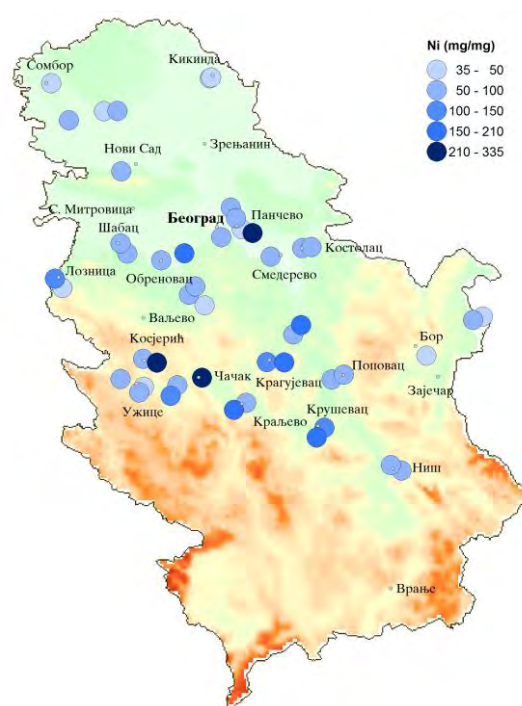 Ni (mg/mg)
35 - 50
50 - 100
100 - 150
150 - 210
210 - 335
Сомбор
Кикинда
Нови Сад
Зрењанин
С. Митровица
Београд
Панчево
Шабац
Костолац
Смедерево
Лозница
Обреновац
Ваљево
Бор
Косјерић
Поповац
Чачак
Крагујевац
Зајечар
Ужице
Краљево
Крушевац
Ниш
Врање